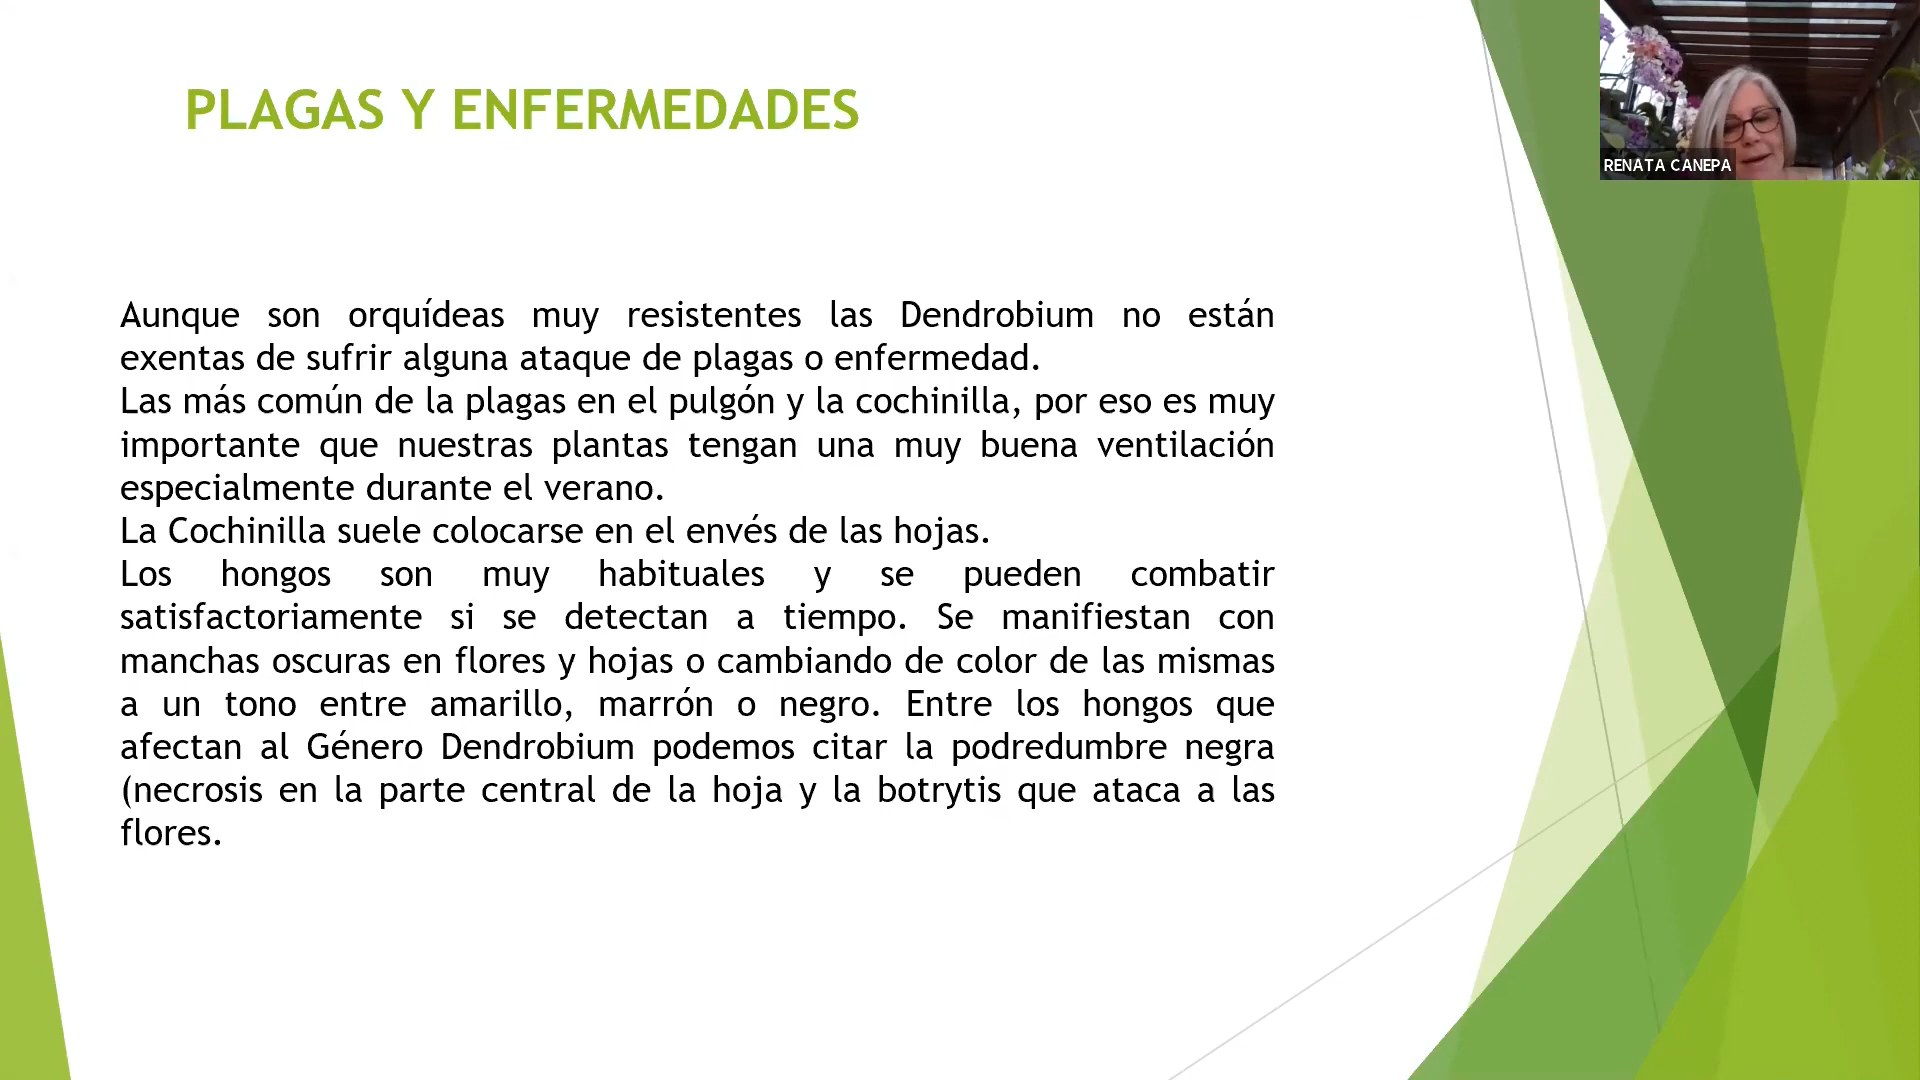 PLAGAS Y ENFERMEDADES
RENATA CANEPA
Aunque son orquídeas muy resistentes las Dendrobium no están
exentas de sufrir alguna ataque de plagas o enfermedad.
Las más común de la plagas en el pulgón y la cochinilla, por eso es muy
importante que nuestras plantas tengan una muy buena ventilación
especialmente durante el verano.
La Cochinilla suele colocarse en el envés de las hojas.
Los hongos son muy habituales y se pueden combatir
satisfactoriamente si se detectan a tiempo. Se manifiestan con
manchas oscuras en flores y hojas o cambiando de color de las mismas
a un tono entre amarillo, marrón o negro. Entre los hongos que
afectan al Género Dendrobium podemos citar la podredumbre negra
(necrosis en la parte central de la hoja y la botrytis que ataca a las
flores.